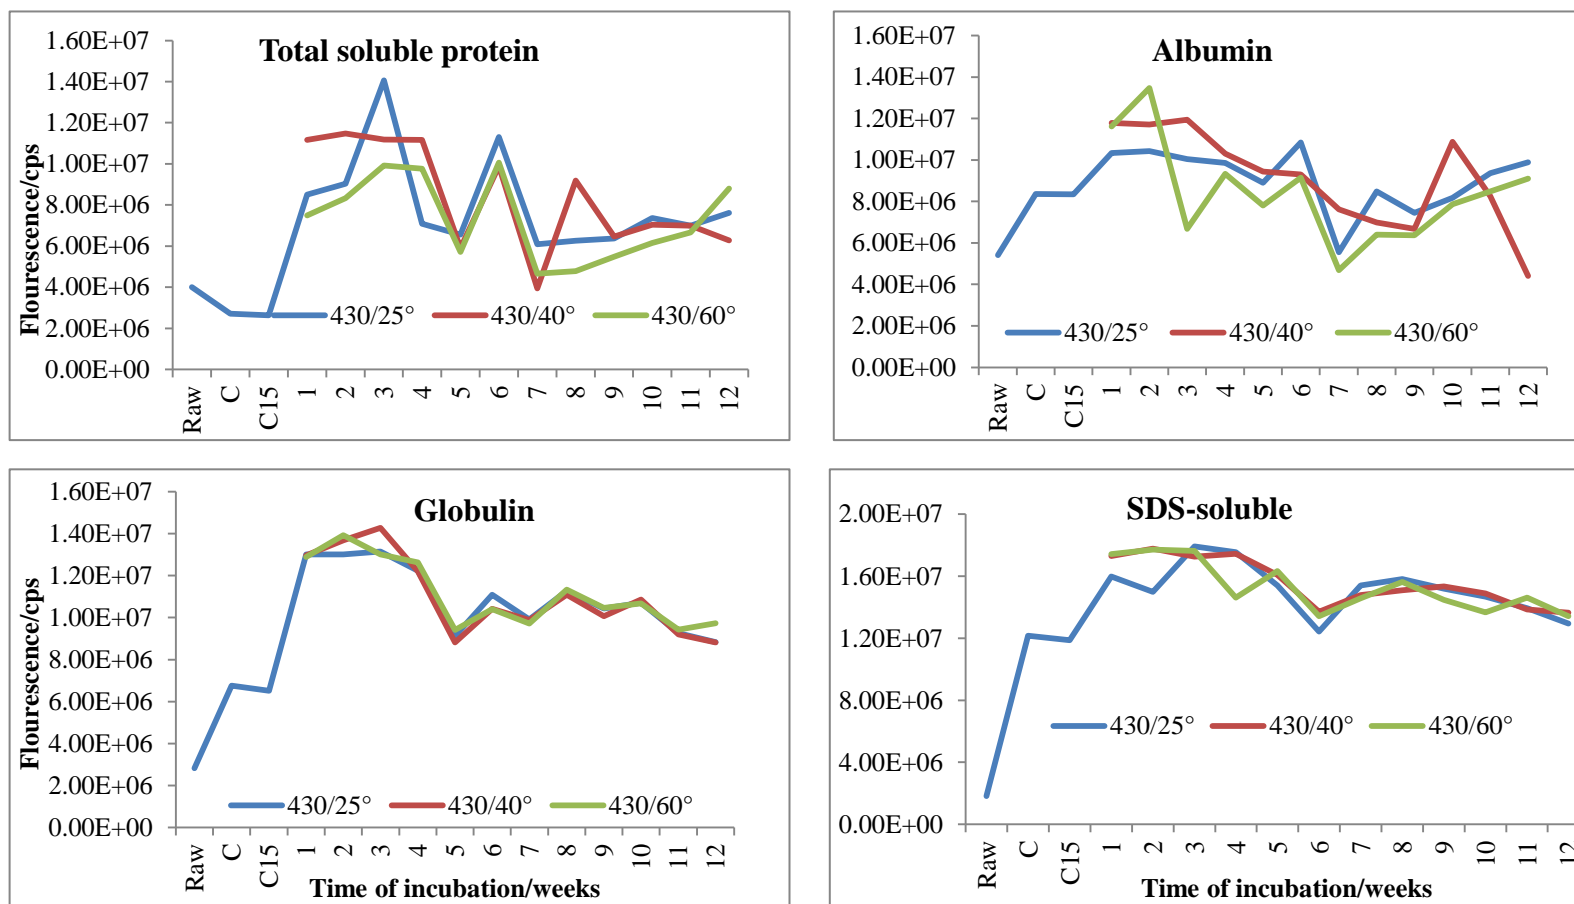 Total soluble protein
Flourescence/cps
1.60E+07
1.40E+07
1.20E+07
1.00E+07
8.00E+06
6.00E+06
4.00E+06
2.00E+06
0.00E+00
430/25° 430/40° 430/60°
Raw C C15 1 2 3 4 5 6 7 8 9 10 11 12
Albumin
1.60E+07
1.40E+07
1.20E+07
1.00E+07
8.00E+06
6.00E+06
4.00E+06
2.00E+06
0.00E+00
430/25° 430/40° 430/60°
Raw C C15 1 2 3 4 5 6 7 8 9 10 11 12
Globulin
Flourescence/cps
1.60E+07
1.40E+07
1.20E+07
1.00E+07
8.00E+06
6.00E+06
4.00E+06
2.00E+06
0.00E+00
430/25° 430/40° 430/60°
Raw C C15 1 2 3 4 5 6 7 8 9 10 11 12
Time of incubation/weeks
SDS-soluble
2.00E+07
1.60E+07
1.20E+07
8.00E+06
4.00E+06
0.00E+00
430/25° 430/40° 430/60°
Raw C C15 1 2 3 4 5 6 7 8 9 10 11 12
Time of incubation/weeks